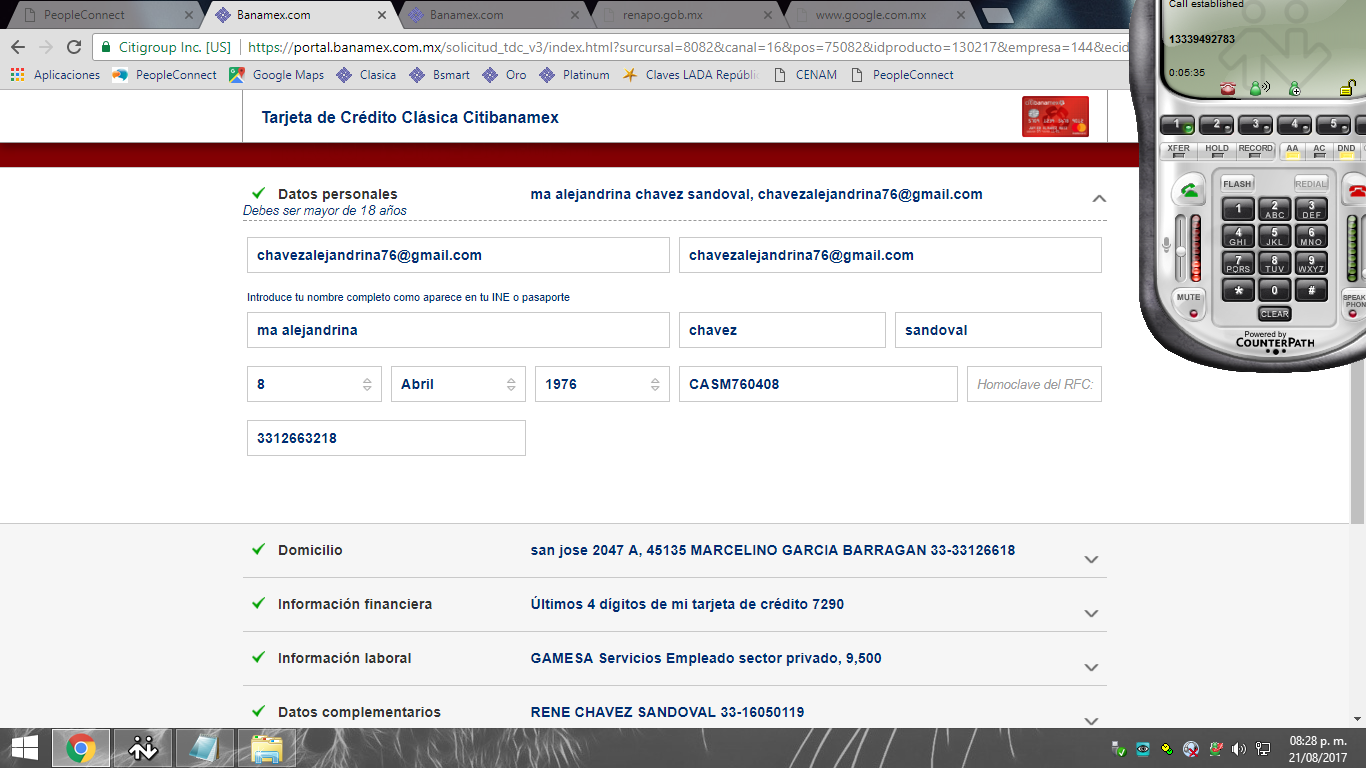 PeopleConnect
Banamex.com
Banamex.com
renapo.gob.mx
www.google.com.mx
Citigroup Inc. [US]
https://portal.banamex.com.mx/solicitud_tdc_v3/index.html?surcursal=8082&canal=16&pos=75082&idproducto=130217&empresa=144&ecid
Aplicaciones
PeopleConnect
Google Maps
Clasica
Bsmart
Oro
Platinum
Claves LADA Repúblic
CENAM
PeopleConnect
Call established
13339492783
0:05:35
1 2 3 4 5
XFER HOLD RECORD AA AC DND
FLASH REDIAL
1 2 ABC 3 DEF
4 GHI 5 JKL 6 MNO
7 PQRS 8 TUV 9 WXYZ
* 0 #
MUTE
SPEAK
PHON
CLEAR
Powered by
COUNTERPATH
Tarjeta de Crédito Clásica Citibanamex
Datos personales
ma alejandrina chavez sandoval, chavezalejandrina76@gmail.com
Debes ser mayor de 18 años
chavezalejandrina76@gmail.com
chavezalejandrina76@gmail.com
Introduce tu nombre completo como aparece en tu INE o pasaporte
ma alejandrina
chavez
sandoval
8
Abril
1976
CASM760408
Homoclave del RFC:
3312663218
Domicilio
san jose 2047 A, 45135 MARCELINO GARCIA BARRAGAN 33-33126618
Información financiera
Últimos 4 dígitos de mi tarjeta de crédito 7290
Información laboral
GAMESA Servicios Empleado sector privado, 9,500
Datos complementarios
RENE CHAVEZ SANDOVAL 33-16050119
08:28 p. m.
21/08/2017